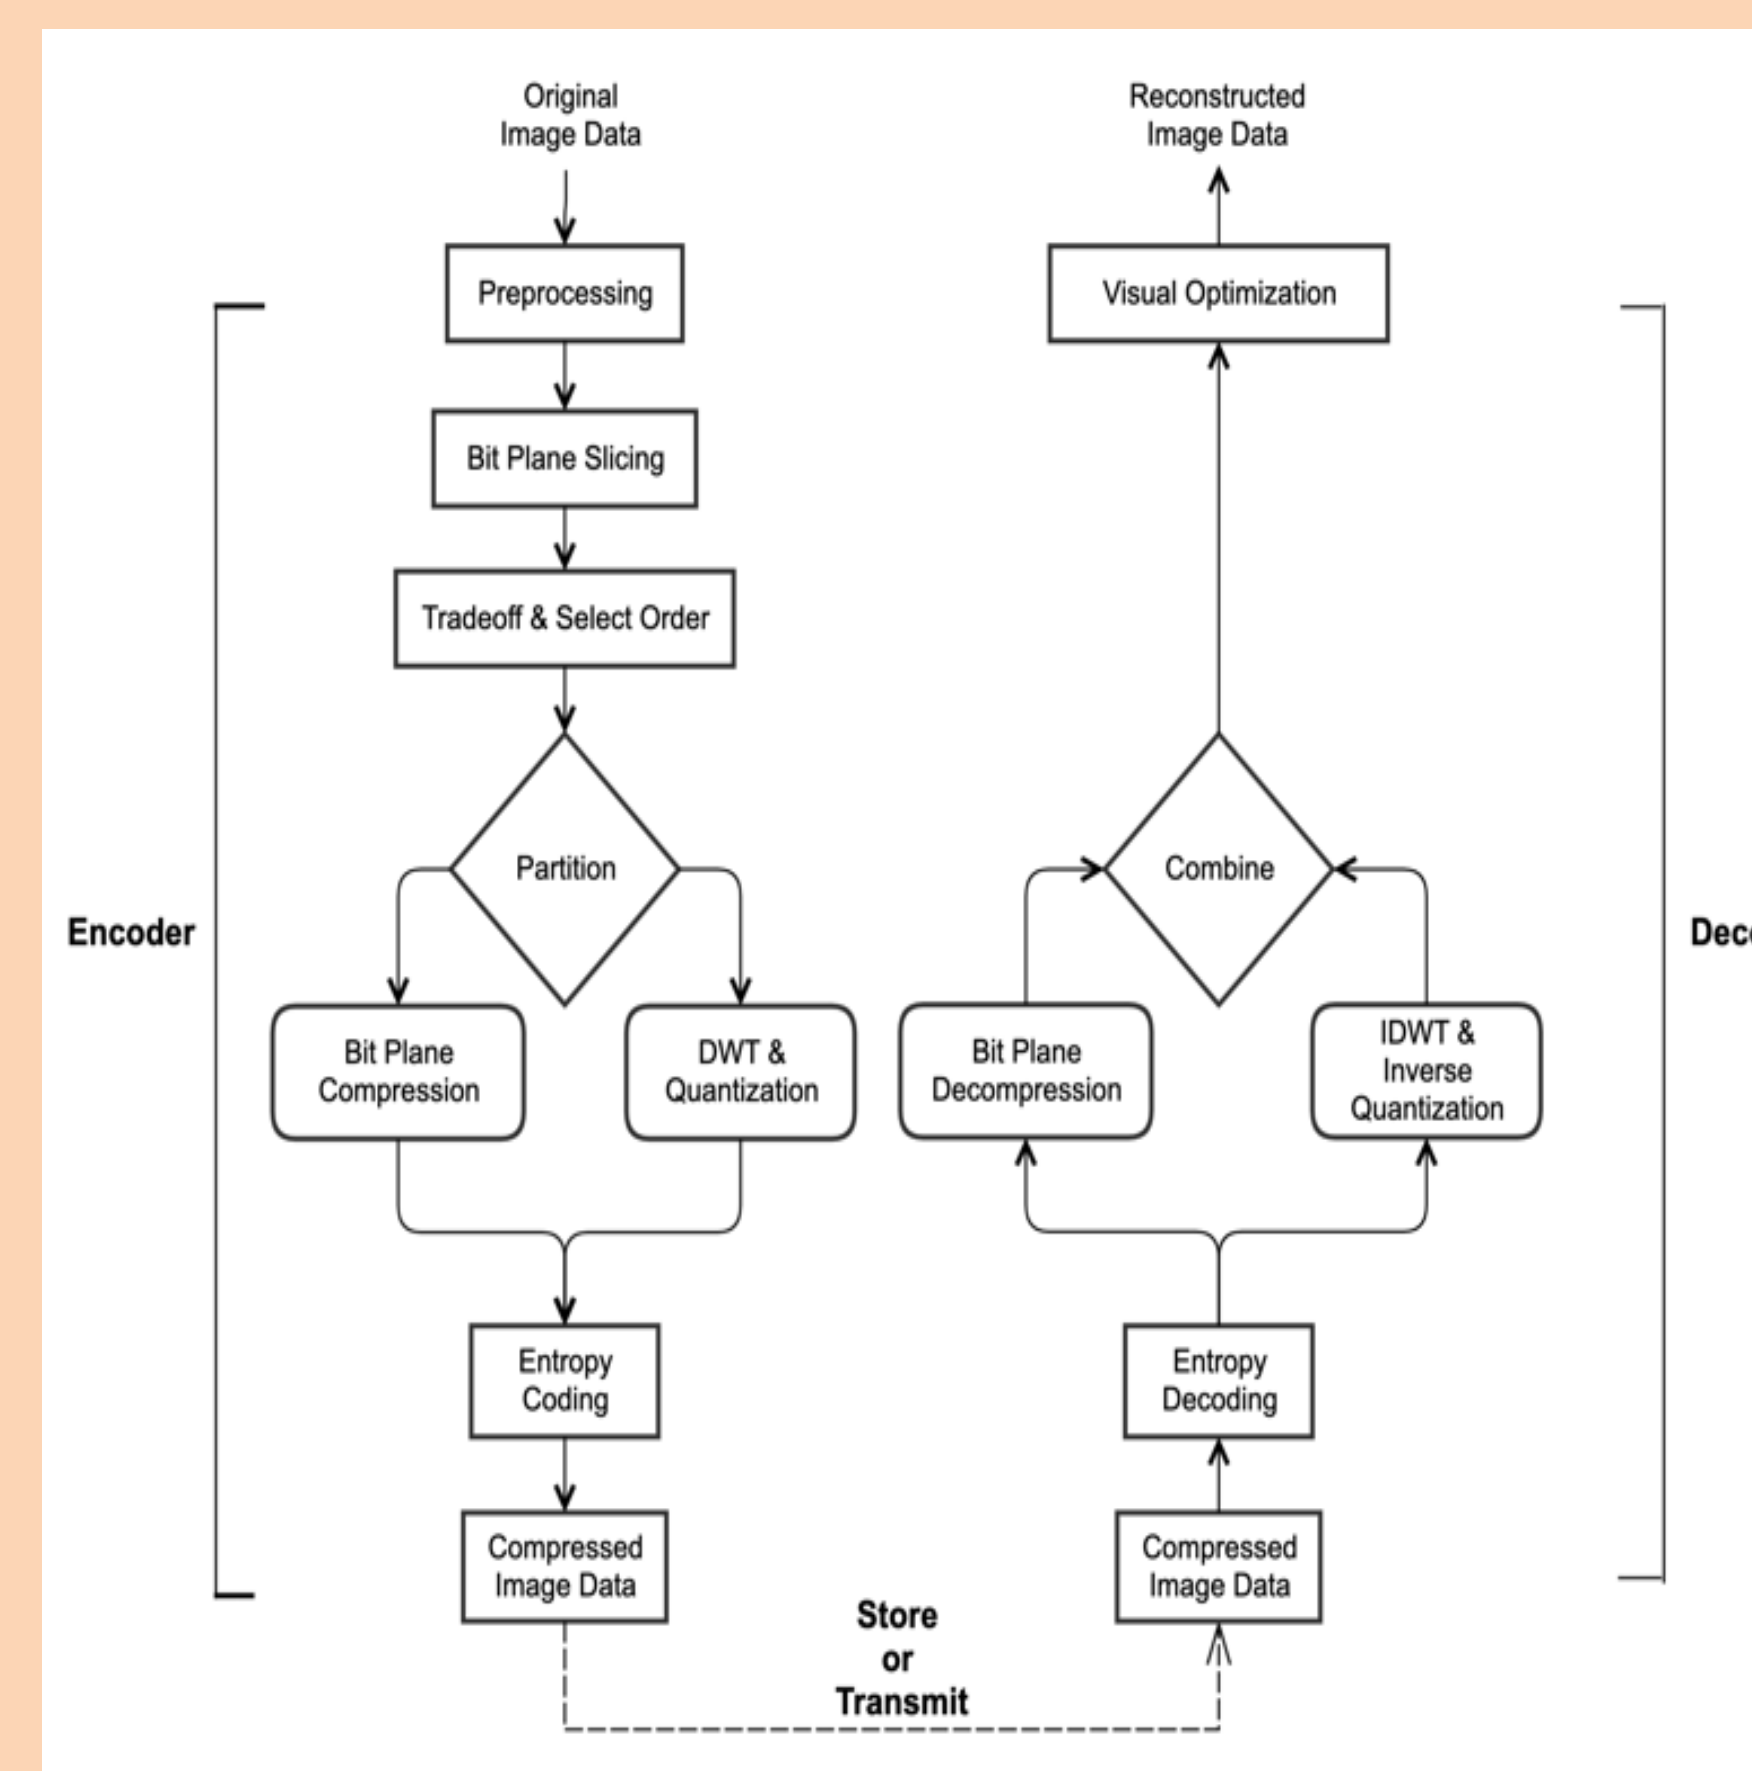 Original
Image Data
Preprocessing
Bit Plane Slicing
Tradeoff & Select Order
Partition
Encoder
Bit Plane
Compression
DWT &
Quantization
Entropy
Coding
Compressed
Image Data
Store
or
Transmit
Reconstructed
Image Data
Visual Optimization
Combine
Bit Plane
Decompression
IDWT &
Inverse
Quantization
Entropy
Decoding
Compressed
Image Data